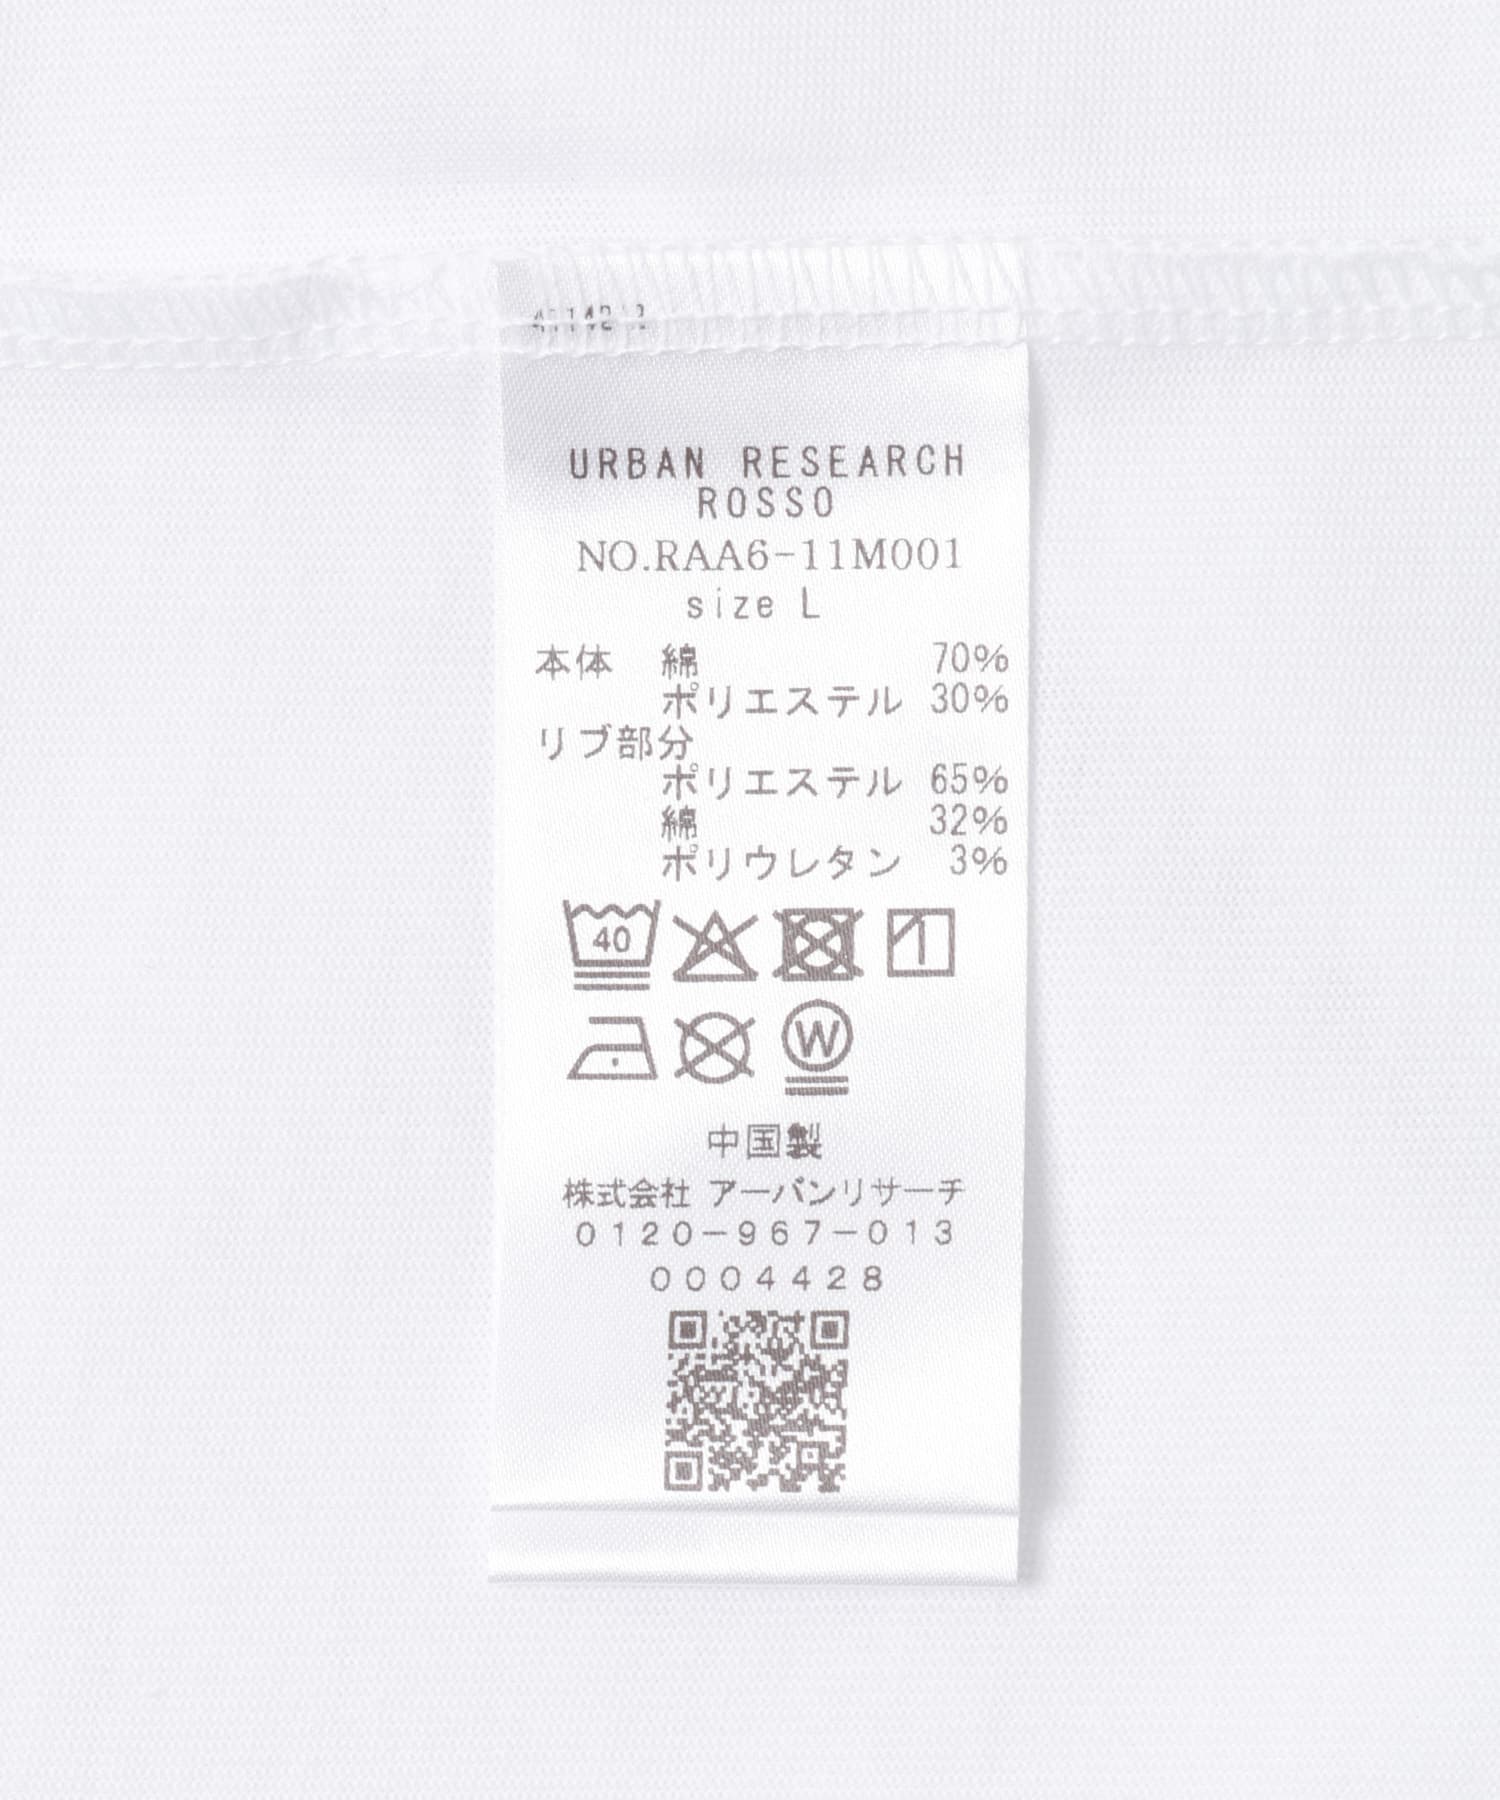 URBAN RESEARCH
ROSSO
NO.RAA6-11M001
size L
本体 綿 70%
ポリエステル 30%
リブ部分
ポリエステル 65%
綿 32%
ポリウレタン 3%
40
W
中国製
株式会社 アーバンリサーチ
0120-967-013
0004428